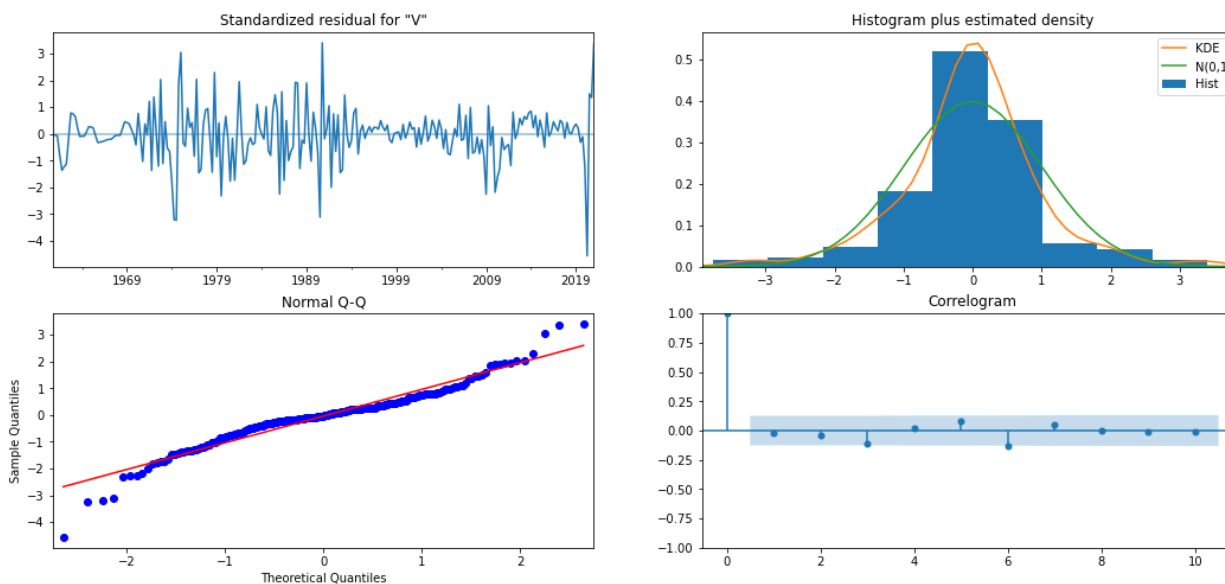 Standardized residual for "V"
3
2
1
0
−1
−2
−3
−4
1969 1979 1989 1999 2009 2019
Histogram plus estimated density
KDE
N(0,1
Hist
0.5
0.4
0.3
0.2
0.1
0.0
−3 −2 −1 0 1 2 3
Normal Q-Q
Sample Quantiles
3
2
1
0
−1
−2
−3
−4
−2 −1 0 1 2
Theoretical Quantiles
Correlogram
1.00
0.75
0.50
0.25
0.00
−0.25
−0.50
−0.75
−1.00
0 2 4 6 8 10